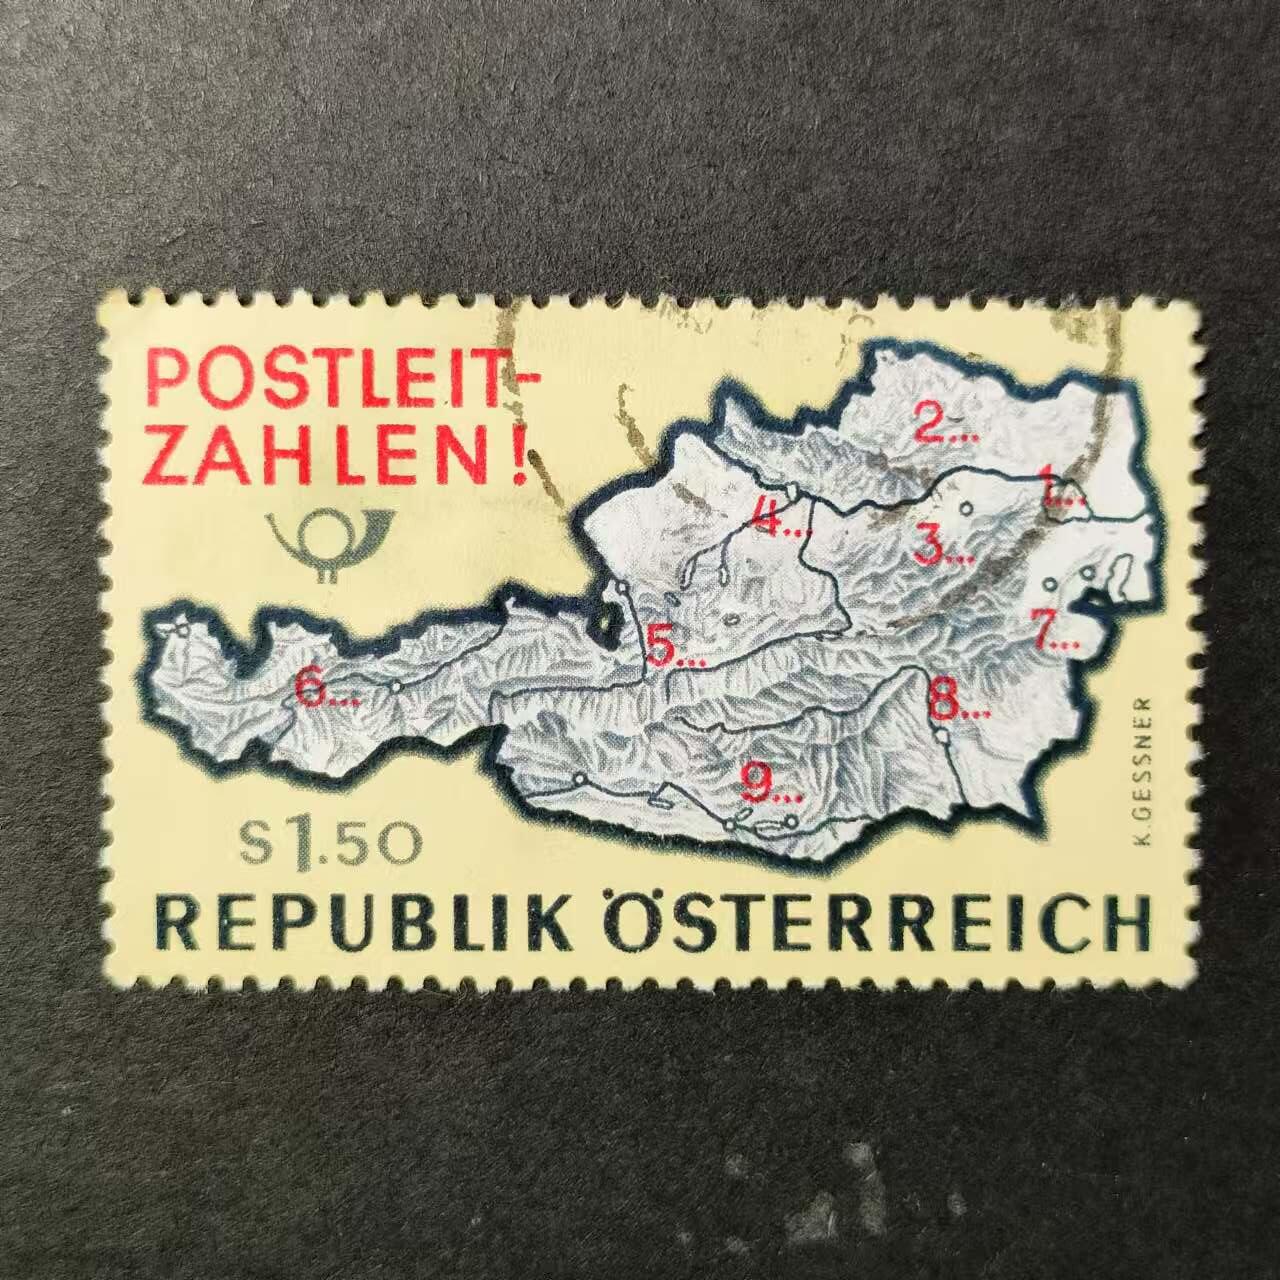 POSTLEIT-
ZAHLEN!
2...
1...
4...
3...
7...
5...
6...
8...
9...
K.GESSNER
S1.50
REPUBLIK ÖSTERREICH